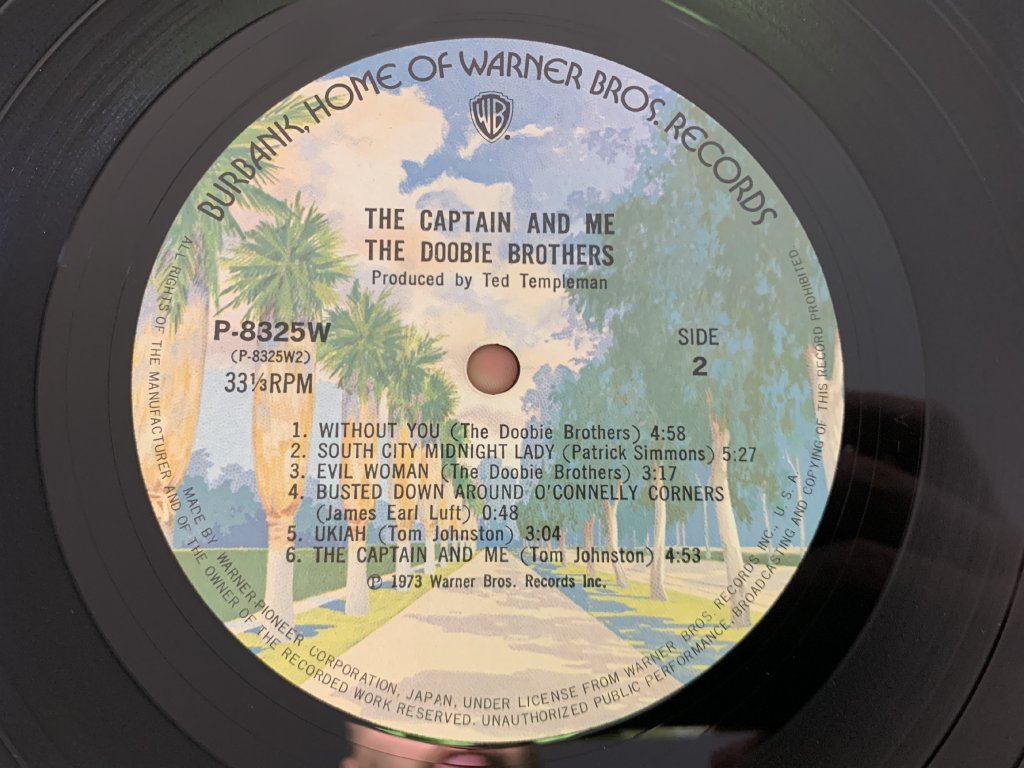 BURBANK, HOME OF WARNER BROS. RECORDS
WB
THE CAPTAIN AND ME
THE DOOBIE BROTHERS
Produced by Ted Templeman
P-8325W
(P-8325W2)
33⅓RPM
SIDE
2
1. WITHOUT YOU (The Doobie Brothers) 4:58
2. SOUTH CITY MIDNIGHT LADY (Patrick Simmons) 5:27
3. EVIL WOMAN (The Doobie Brothers) 3:17
4. BUSTED DOWN AROUND O'CONNELLY CORNERS
(James Earl Luft) 0:48
5. UKIAH (Tom Johnston) 3:04
6. THE CAPTAIN AND ME (Tom Johnston) 4:53
℗ 1973 Warner Bros. Records Inc.
MADE BY WARNER-PIONEER CORPORATION, JAPAN, UNDER LICENSE FROM WARNER BROS. RECORDS INC., U.S.A.
ALL RIGHTS OF THE MANUFACTURER AND OF THE OWNER OF THE RECORDED WORK RESERVED. UNAUTHORIZED PUBLIC PERFORMANCE, BROADCASTING AND COPYING OF THIS RECORD PROHIBITED.